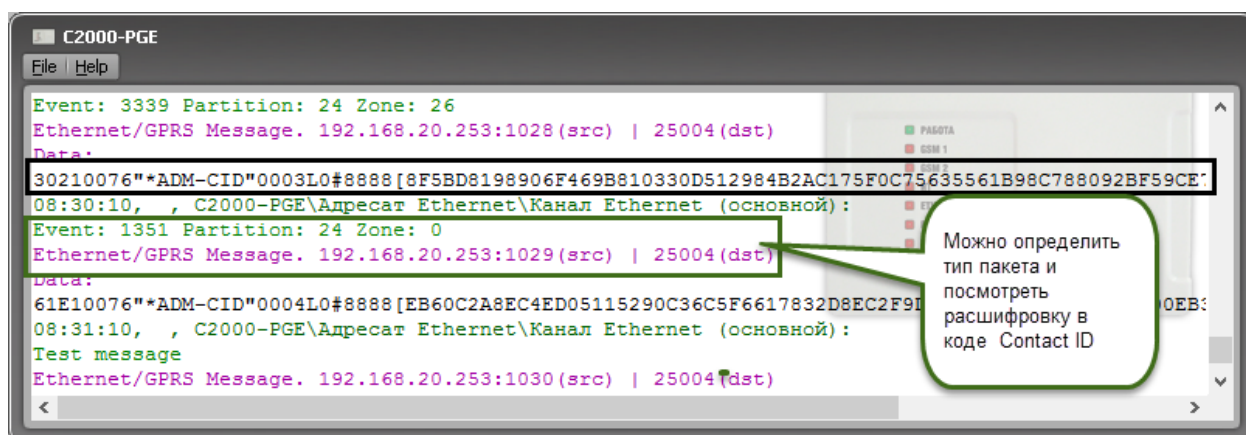 C2000-PGE
File Help
Event: 3339 Partition: 24 Zone: 26
Ethernet/GPRS Message. 192.168.20.253:1028(src) | 25004(dst)
Data:
30210076"*ADM-CID"0003L0#8888[8F5BD8198906F469B810330D512984B2AC175F0C75635561B98C788092BF59CE
08:30:10, , C2000-PGE\Адресат Ethernet\Канал Ethernet (основной):
Event: 1351 Partition: 24 Zone: 0
Ethernet/GPRS Message. 192.168.20.253:1029(src) | 25004(dst)
Data:
61E10076"*ADM-CID"0004L0#8888[EB60C2A8EC4ED05115290C36C5F6617832D8EC2F9 0EB
08:31:10, , C2000-PGE\Адресат Ethernet\Канал Ethernet (основной):
Test message
Ethernet/GPRS Message. 192.168.20.253:1030(src) | 25004(dst)
РАБОТА
GSM 1
GSM 2
Можно определить
тип пакета и
посмотреть
расшифровку в
коде Contact ID